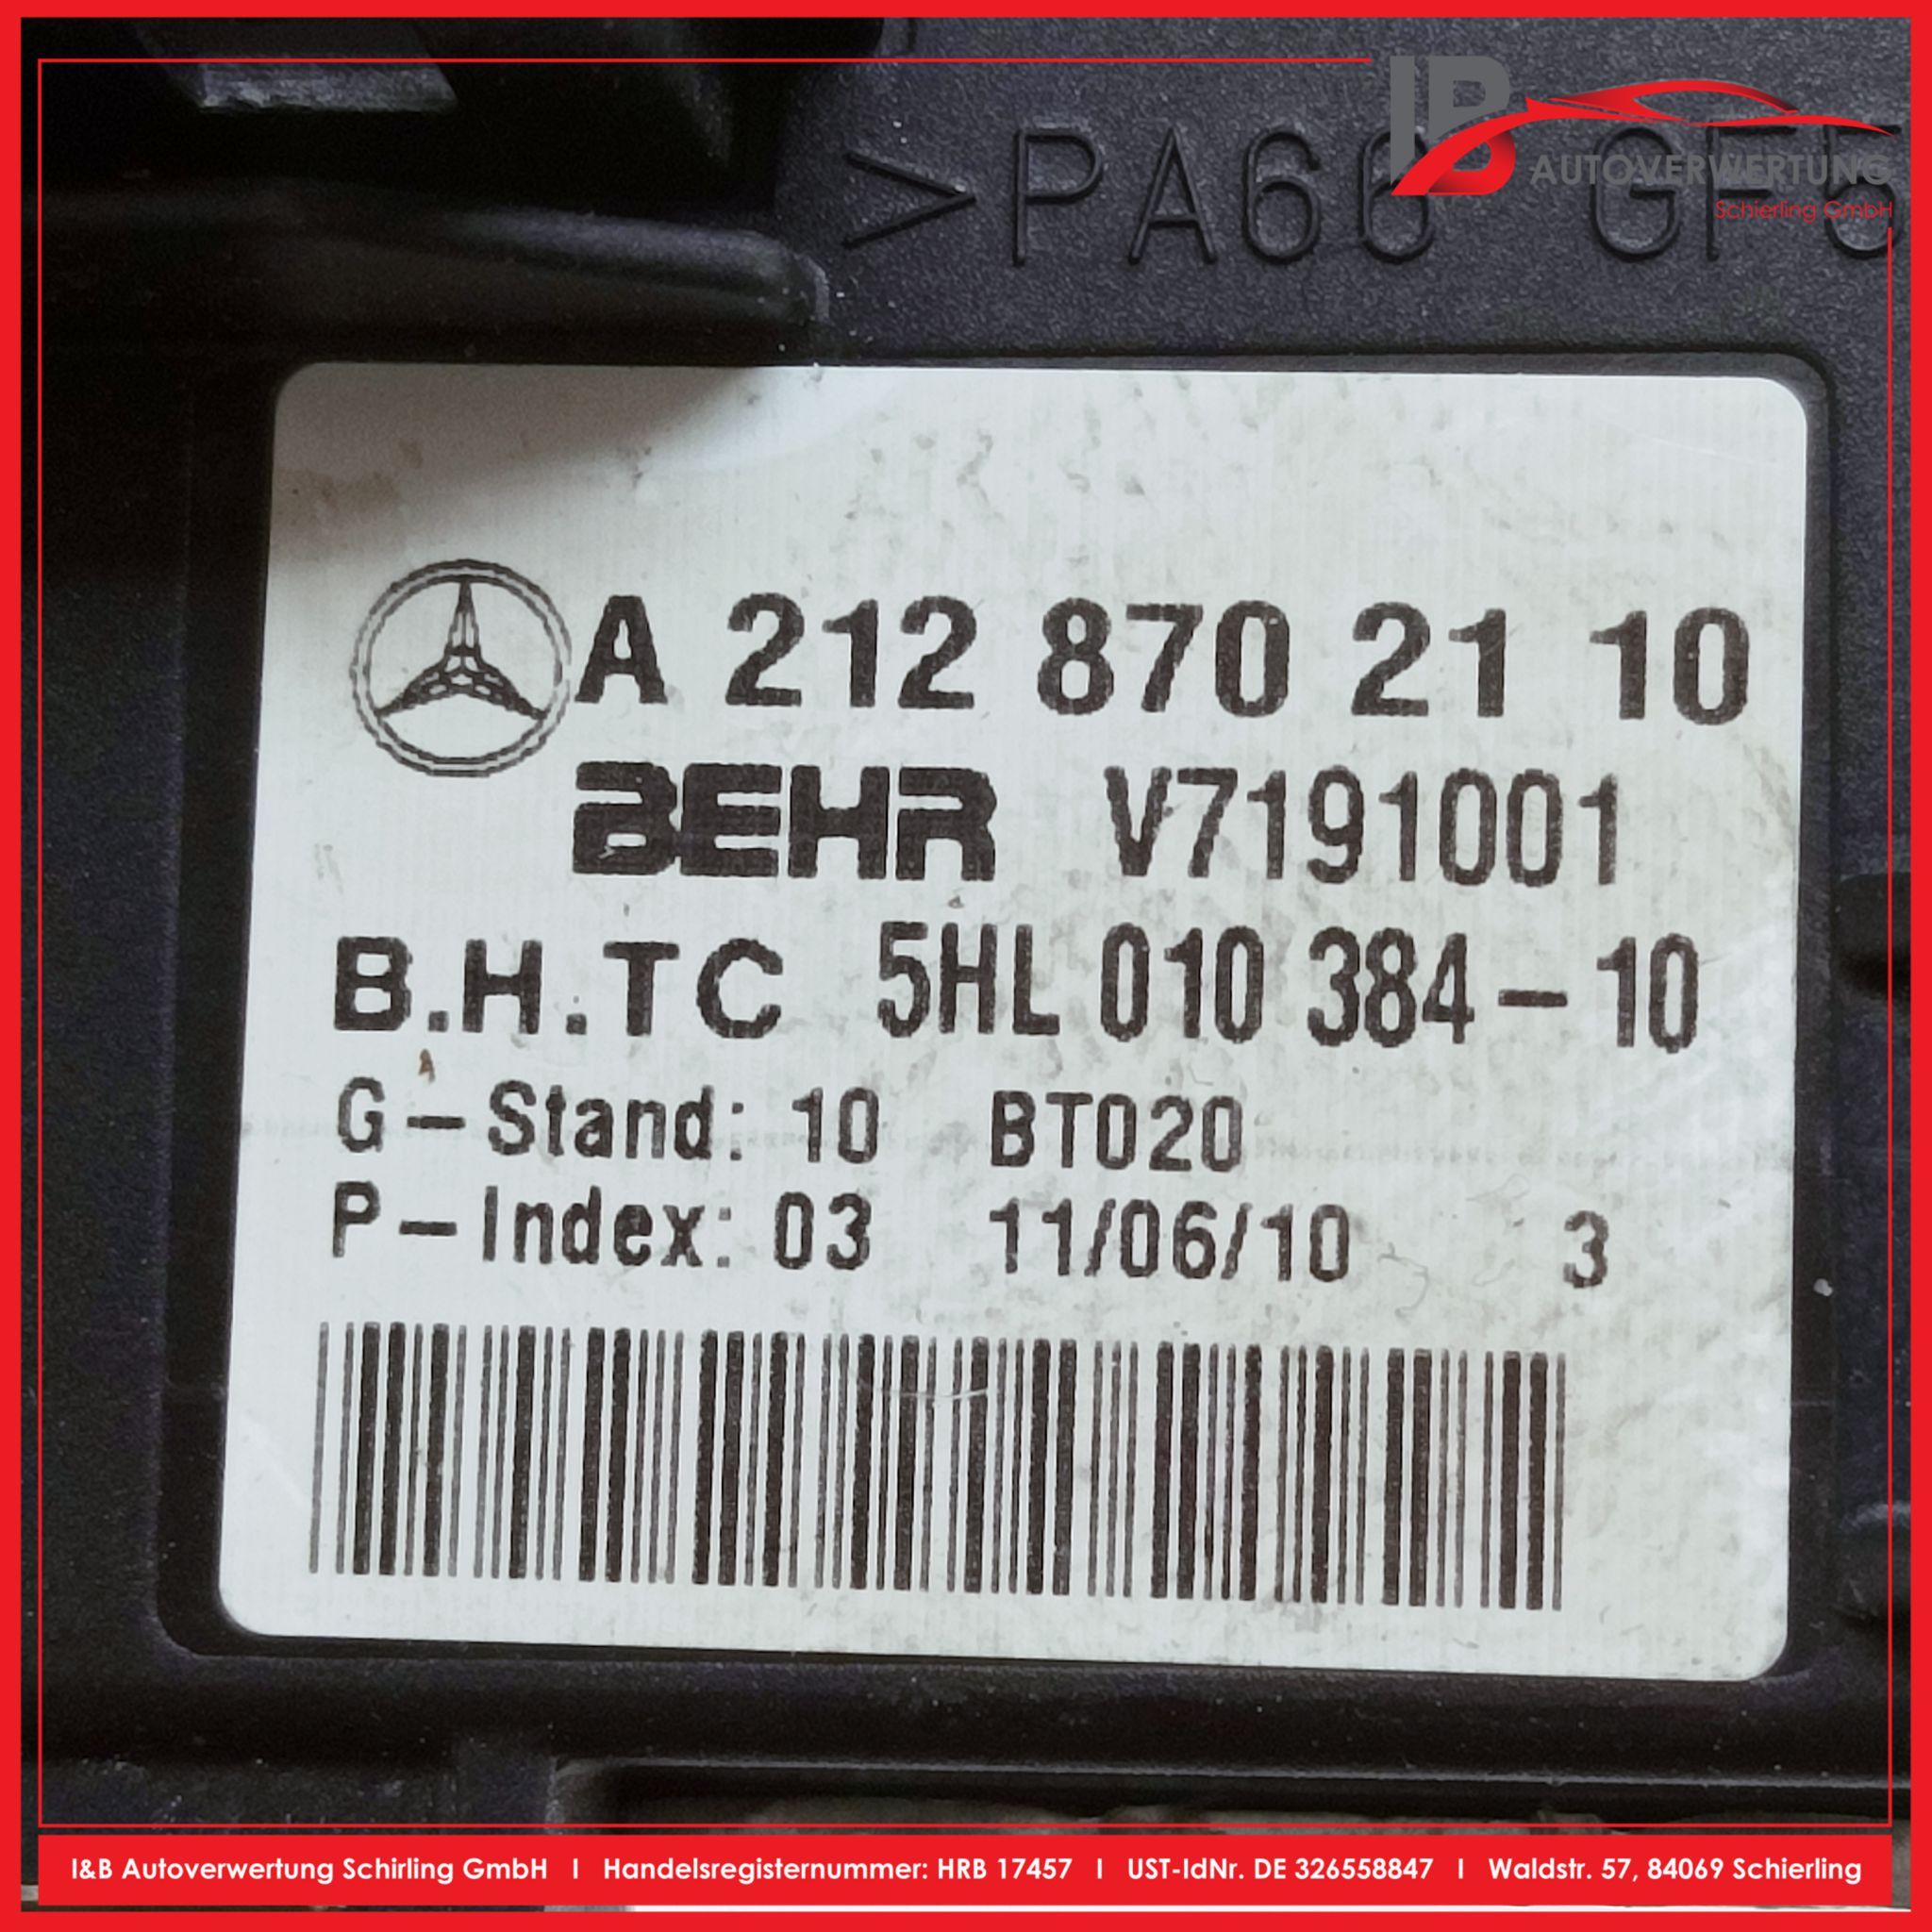 IB
AUTOVERWERTUNG
Schierling GmbH
>PA66 GF5
A 212 870 21 10
BEHR V7191001
B.H.TC 5HL 010 384-10
G-Stand: 10 BT020
P-Index: 03 11/06/10 3
I&B Autoverwertung Schirling GmbH I Handelsregisternummer: HRB 17457 I UST-IdNr. DE 326558847 I Waldstr. 57, 84069 Schierling